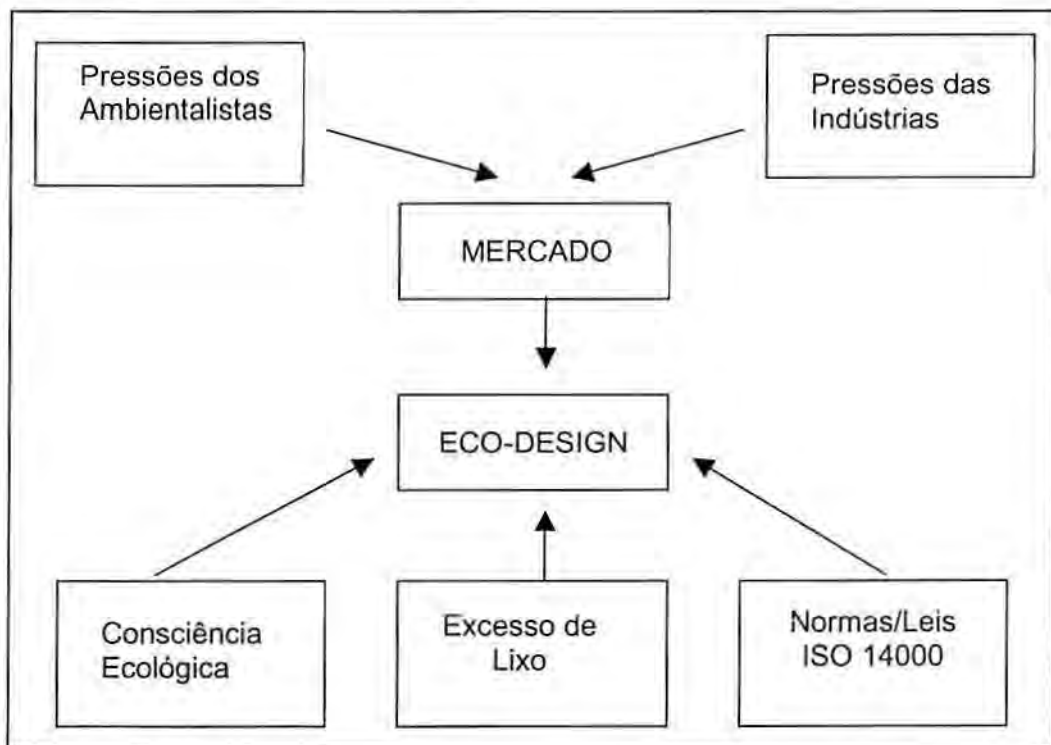 Pressões dos
Ambientalistas
Pressões das
Indústrias
MERCADO
ECO-DESIGN
Consciência
Ecológica
Excesso de
Lixo
Normas/Leis
ISO 14000